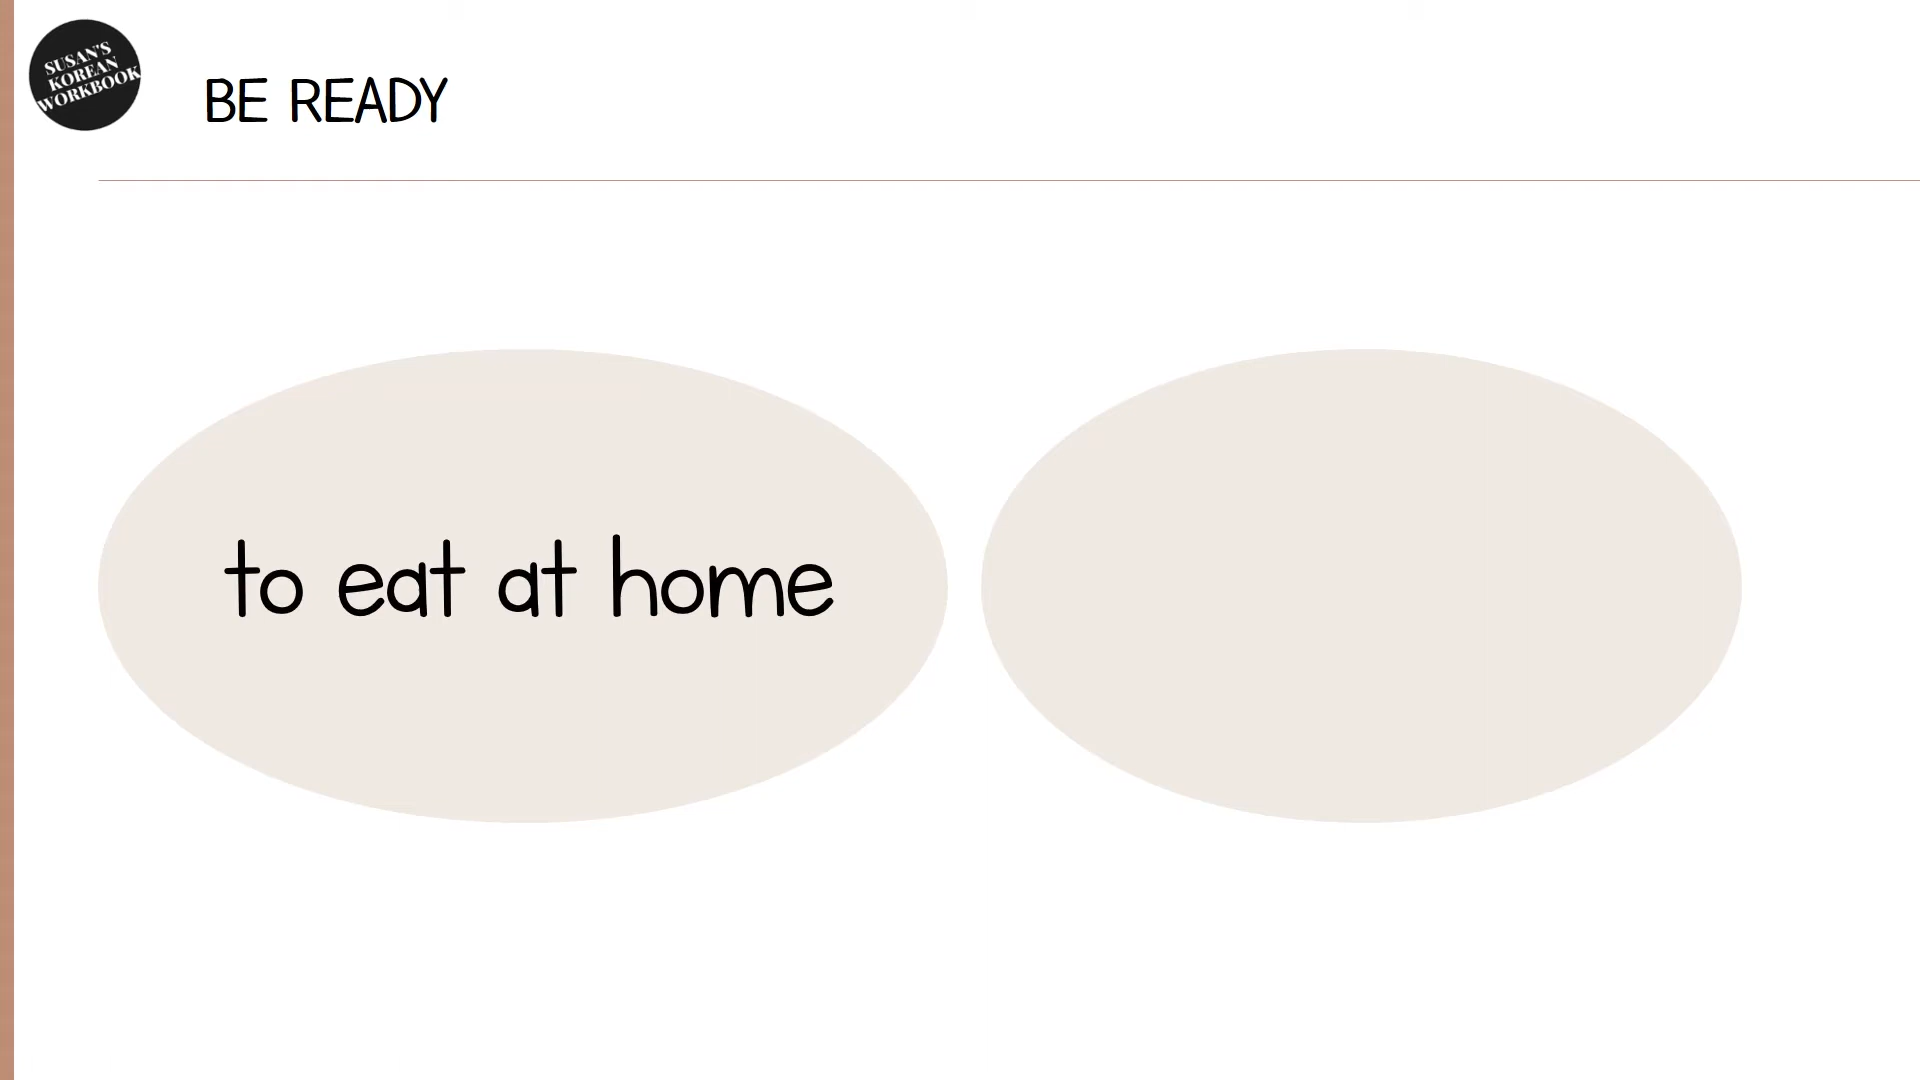 SUSAN'S
KOREAN
WORKBOOK
BE READY
to eat at home